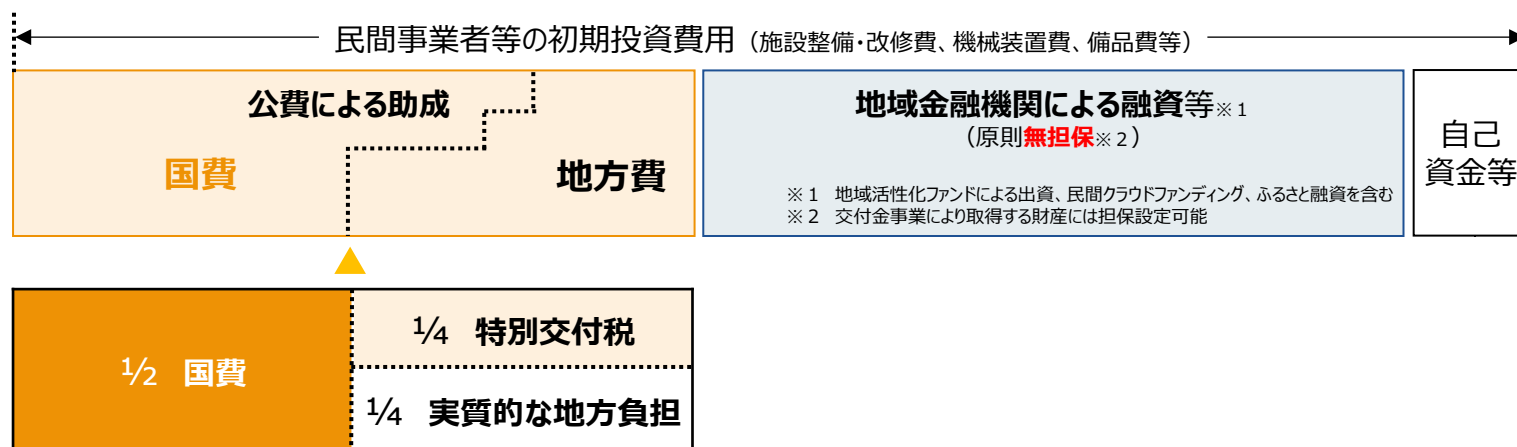 民間事業者等の初期投資費用（施設整備・改修費、機械装置費、備品費等）
公費による助成
国費
地方費
地域金融機関による融資等※1
（原則無担保※2）
※1 地域活性化ファンドによる出資、民間クラウドファンディング、ふるさと融資を含む
※2 交付金事業により取得する財産には担保設定可能
自己
資金等
½ 国費
¼ 特別交付税
¼ 実質的な地方負担